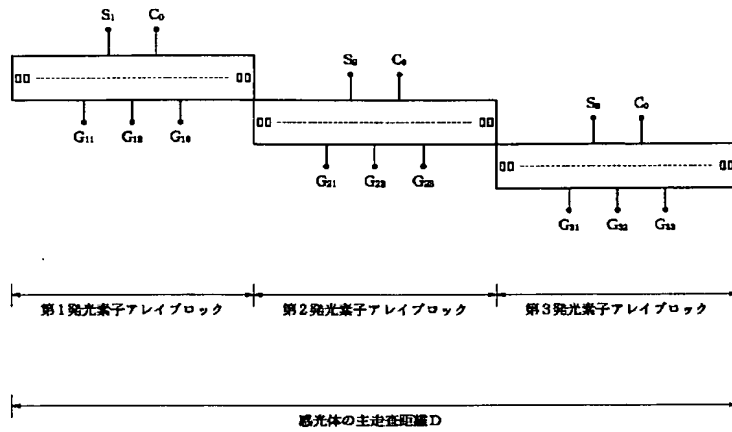 S₁ C₀
G₁₁ G₁₂ G₁₃
S₂ C₀
G₂₁ G₂₂ G₂₃
S₃ C₀
G₃₁ G₃₂ G₃₃
第1発光素子アレイブロック 第2発光素子アレイブロック 第3発光素子アレイブロック
感光体の主走査距離D